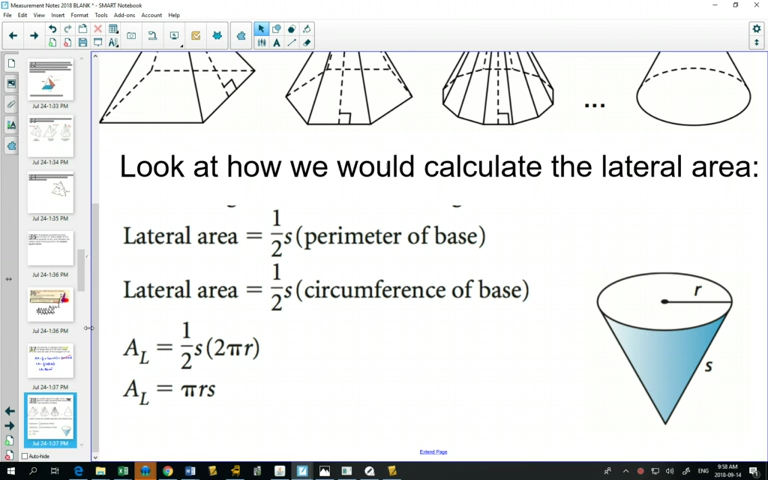 Measurement Notes 2018 BLANK * - SMART Notebook
File Edit View Insert Format Tools Add-ons Account Help
Jul 24-1:33 PM
Jul 24-1:34 PM
Jul 24-1:35 PM
Jul 24-1:36 PM
Jul 24-1:36 PM
Jul 24-1:37 PM
Jul 24-1:37 PM
Auto-hide
...
Look at how we would calculate the lateral area:
Lateral area = 1/2 s (perimeter of base)
Lateral area = 1/2 s (circumference of base)
A_L = 1/2 s(2πr)
A_L = πrs
r
s
Extend Page
ENG
9:58 AM
2018-09-14